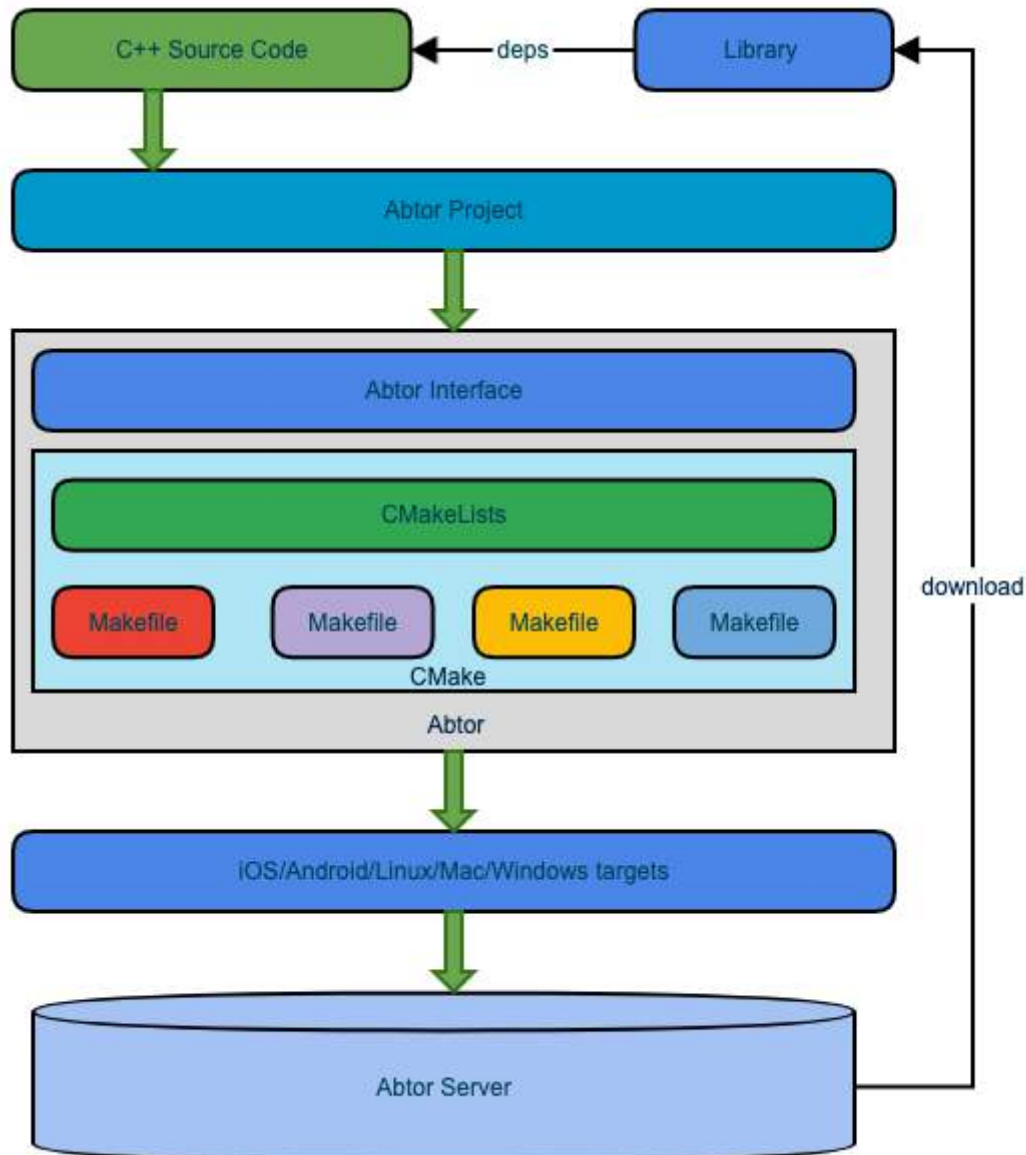 C++ Source Code
deps
Library
Abtor Project
Abtor Interface
CMakeLists
download
Makefile
Makefile
Makefile
Makefile
CMake
Abtor
iOS/Android/Linux/Mac/Windows targets
Abtor Server